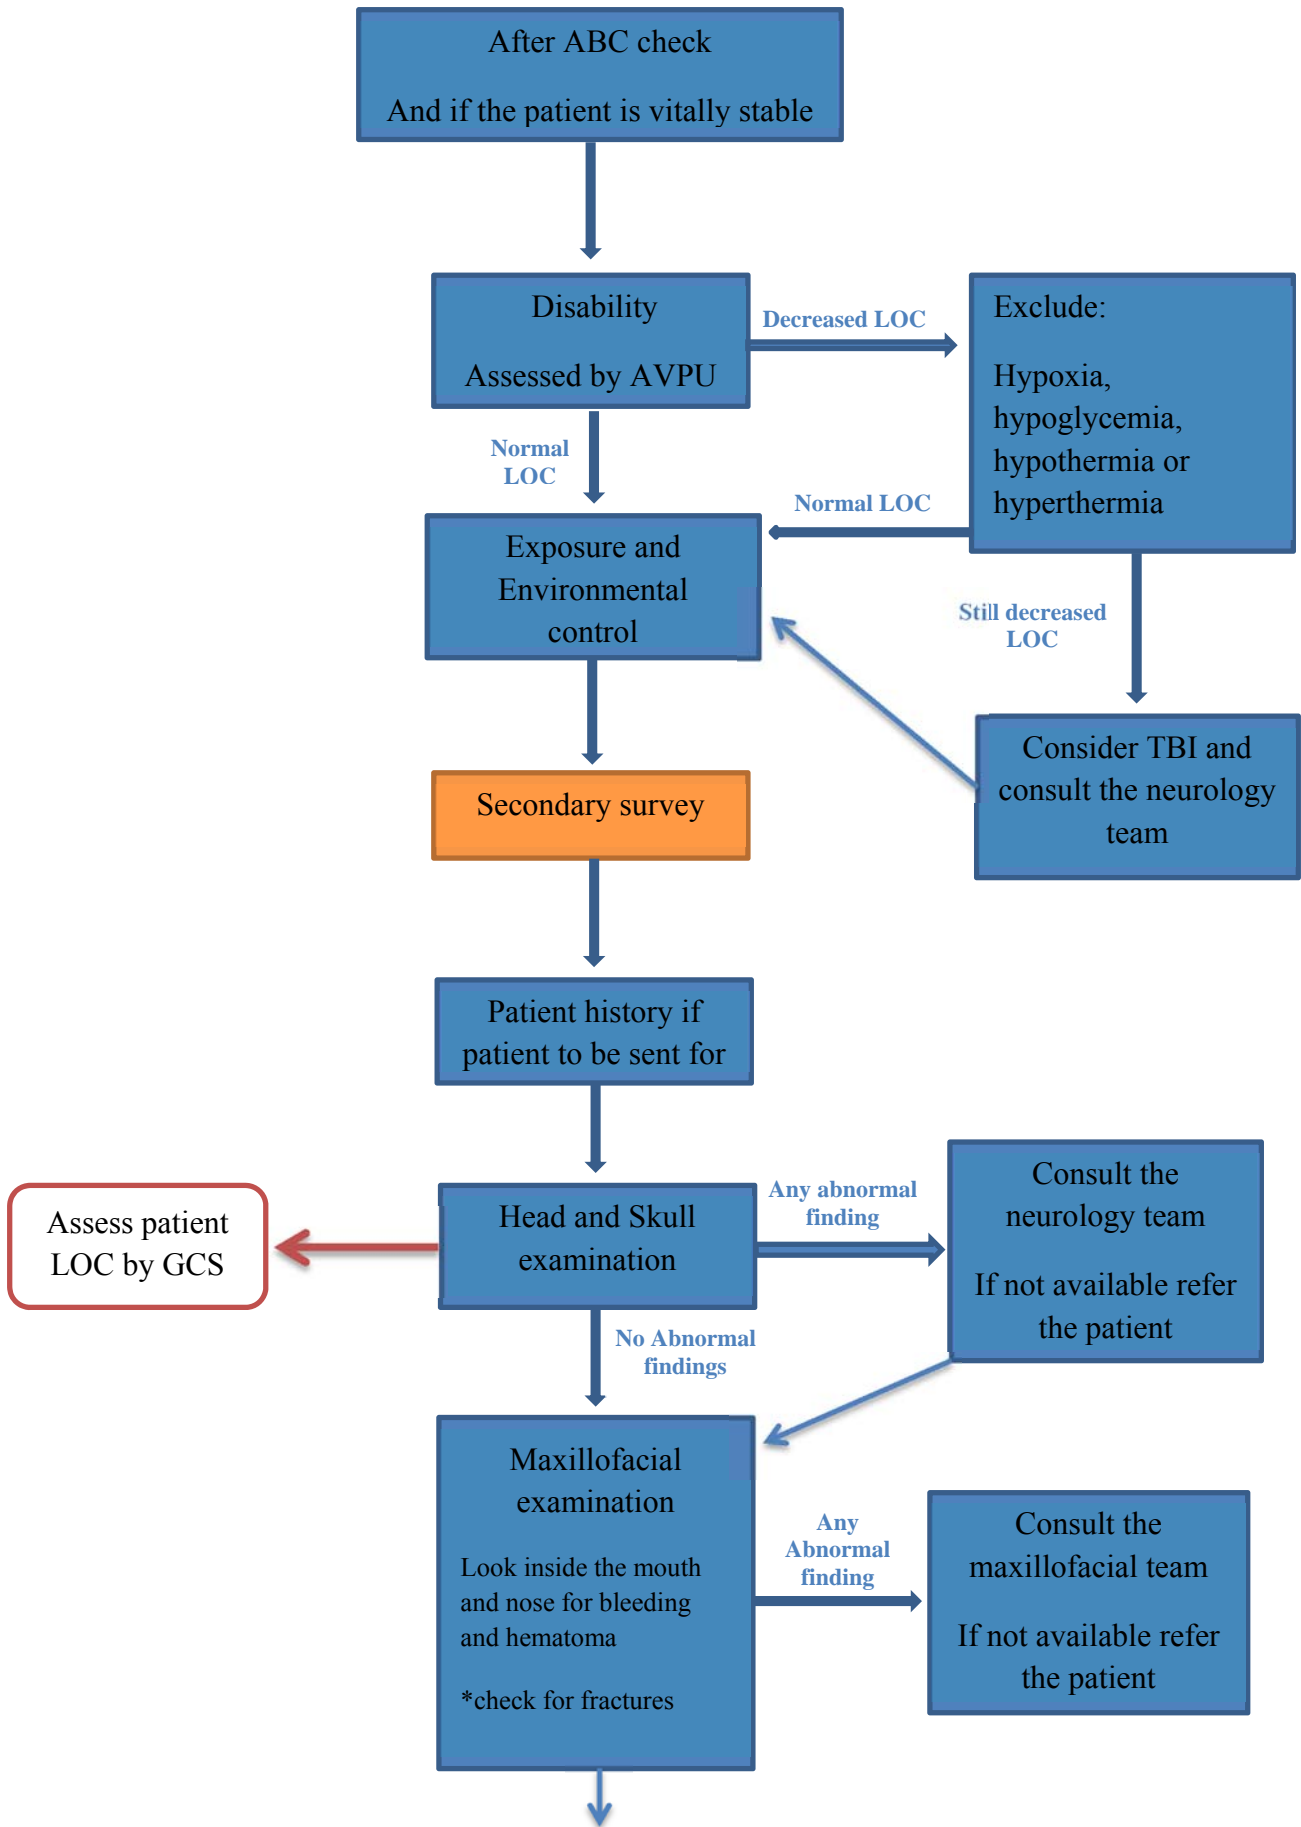 After ABC check
And if the patient is vitally stable
Disability
Assessed by AVPU
Decreased LOC
Exclude:
Hypoxia,
hypoglycemia,
hypothermia or
hyperthermia
Normal
LOC
Normal LOC
Exposure and
Environmental
control
Still decreased
LOC
Consider TBI and
consult the neurology
team
Secondary survey
Patient history if
patient to be sent for
Head and Skull
examination
Any abnormal
finding
Consult the
neurology team
If not available refer
the patient
Assess patient
LOC by GCS
No Abnormal
findings
Maxillofacial
examination
Look inside the mouth
and nose for bleeding
and hematoma
*check for fractures
Any
Abnormal
finding
Consult the
maxillofacial team
If not available refer
the patient